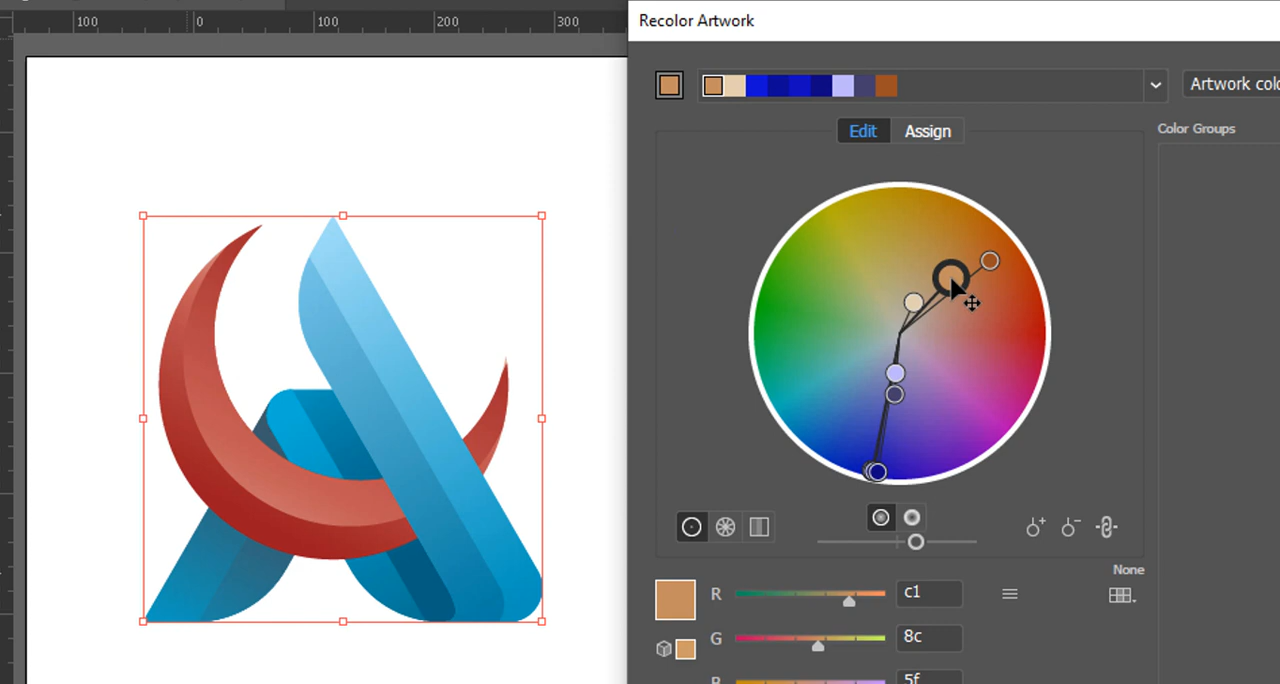 Recolor Artwork
100 0 100 200 300
Artwork colo
Edit Assign
Color Groups
None
R c1
G 8c
5f